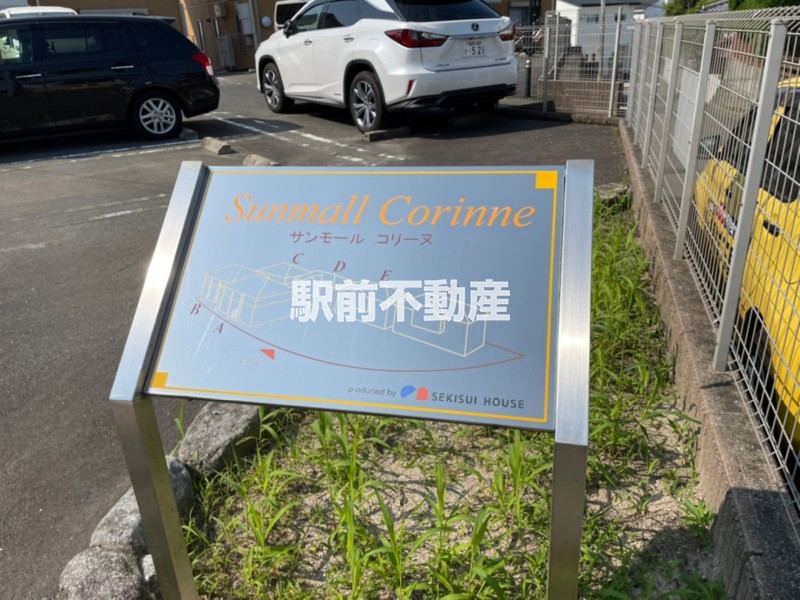 Sunmall Corinne
サンモール コリーヌ
C D E
B A
駅前不動産
produced by SEKISUI HOUSE
521